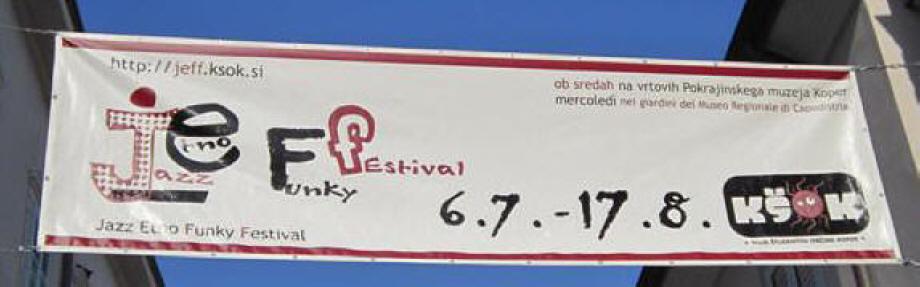 http://jeff.ksok.si
ob sredah na vrtovih Pokrajinskega muzeja Koper
mercoledi nei giardini del Museo Regionale di Capodistria
jazz etno Funky fEstival
6.7.-17.8.
KŠOK
Jazz Etno Funky Festival